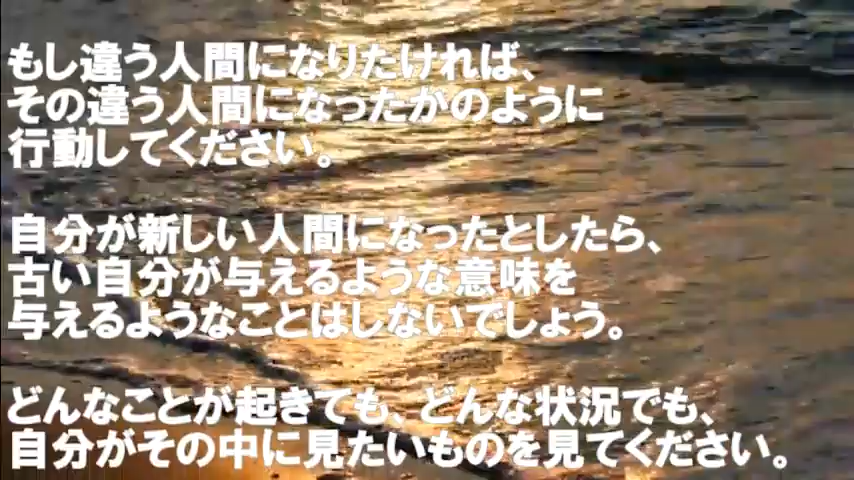 もし違う人間になりたければ、
その違う人間になったかのように
行動してください。
自分が新しい人間になったとしたら、
古い自分が与えるような意味を
与えるようなことはしないでしょう。
どんなことが起きても、どんな状況でも、
自分がその中に見たいものを見てください。